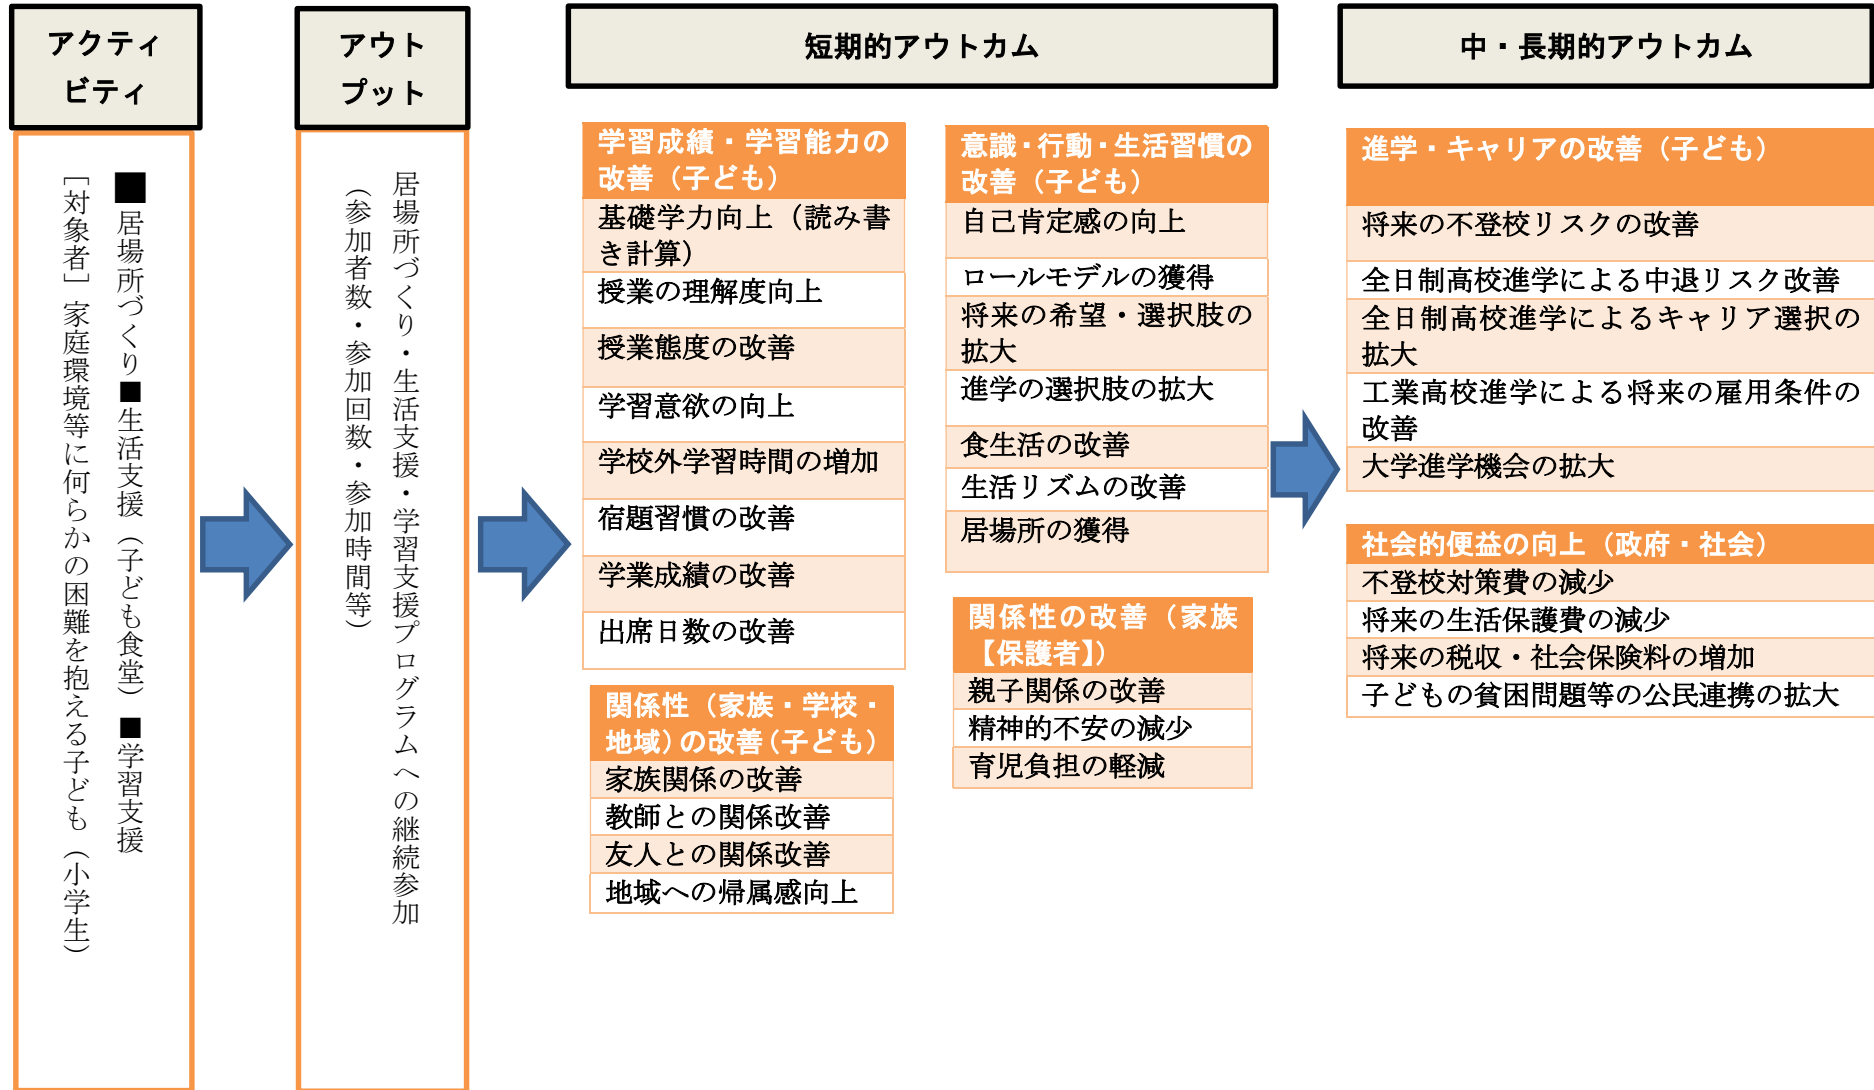 アクティ
ビティ
■居場所づくり■生活支援（子ども食堂）■学習支援
［対象者］家庭環境等に何らかの困難を抱える子ども（小学生）
アウト
プット
居場所づくり・生活支援・学習支援プログラムへの継続参加
（参加者数・参加回数・参加時間等）
短期的アウトカム
学習成績・学習能力の
改善（子ども）
基礎学力向上（読み書
き計算）
授業の理解度向上
授業態度の改善
学習意欲の向上
学校外学習時間の増加
宿題習慣の改善
学業成績の改善
出席日数の改善
関係性（家族・学校・
地域）の改善（子ども）
家族関係の改善
教師との関係改善
友人との関係改善
地域への帰属感向上
意識・行動・生活習慣の
改善（子ども）
自己肯定感の向上
ロールモデルの獲得
将来の希望・選択肢の
拡大
進学の選択肢の拡大
食生活の改善
生活リズムの改善
居場所の獲得
関係性の改善（家族
【保護者】）
親子関係の改善
精神的不安の減少
育児負担の軽減
中・長期的アウトカム
進学・キャリアの改善（子ども）
将来の不登校リスクの改善
全日制高校進学による中退リスク改善
全日制高校進学によるキャリア選択の
拡大
工業高校進学による将来の雇用条件の
改善
大学進学機会の拡大
社会的便益の向上（政府・社会）
不登校対策費の減少
将来の生活保護費の減少
将来の税収・社会保険料の増加
子どもの貧困問題等の公民連携の拡大